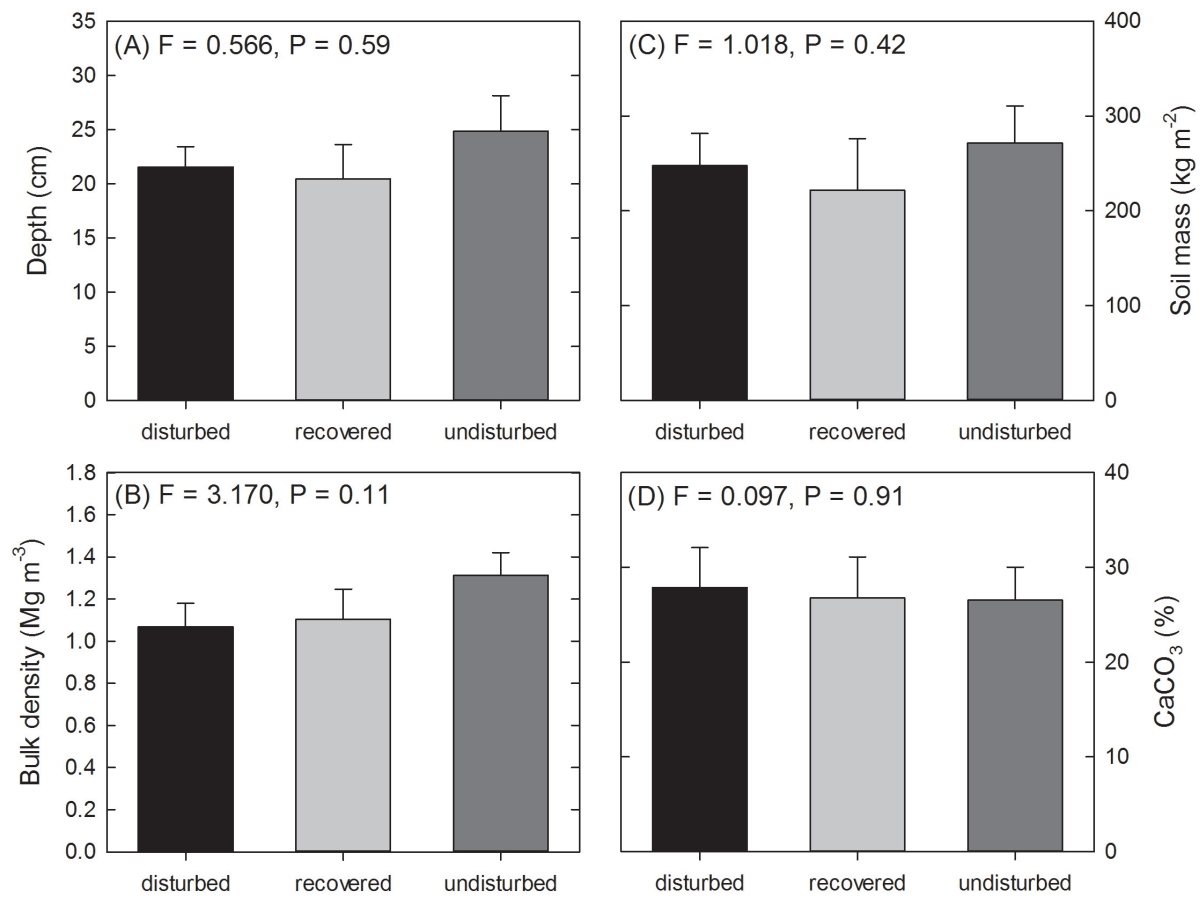 (A) F = 0.566, P = 0.59
Depth (cm)
35
30
25
20
15
10
5
0
disturbed recovered undisturbed
(C) F = 1.018, P = 0.42
400
300
200
100
0
Soil mass (kg m-2)
disturbed recovered undisturbed
(B) F = 3.170, P = 0.11
Bulk density (Mg m-3)
1.8
1.6
1.4
1.2
1.0
0.8
0.6
0.4
0.2
0.0
disturbed recovered undisturbed
(D) F = 0.097, P = 0.91
40
30
20
10
0
CaCO3 (%)
disturbed recovered undisturbed